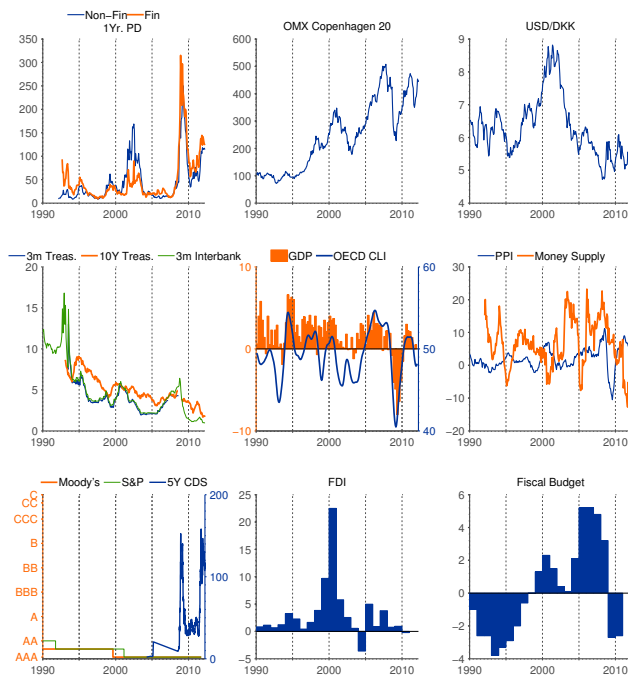 Non-Fin Fin
1Yr. PD
350
300
250
200
150
100
50
0
1990 2000 2010
OMX Copenhagen 20
600
500
400
300
200
100
0
1990 2000 2010
USD/DKK
9
8
7
6
5
4
1990 2000 2010
3m Treas. 10Y Treas. 3m Interbank
20
15
10
5
0
1990 2000 2010
GDP OECD CLI
10
0
−10
60
50
40
1990 2000 2010
PPI Money Supply
30
20
10
0
−10
−20
1990 2000 2010
Moody's S&P 5Y CDS
C
CC
CCC
B
BB
BBB
A
AA
AAA
200
100
0
1990 2000 2010
FDI
25
20
15
10
5
0
−5
1990 2000 2010
Fiscal Budget
6
4
2
0
−2
−4
1990 2000 2010